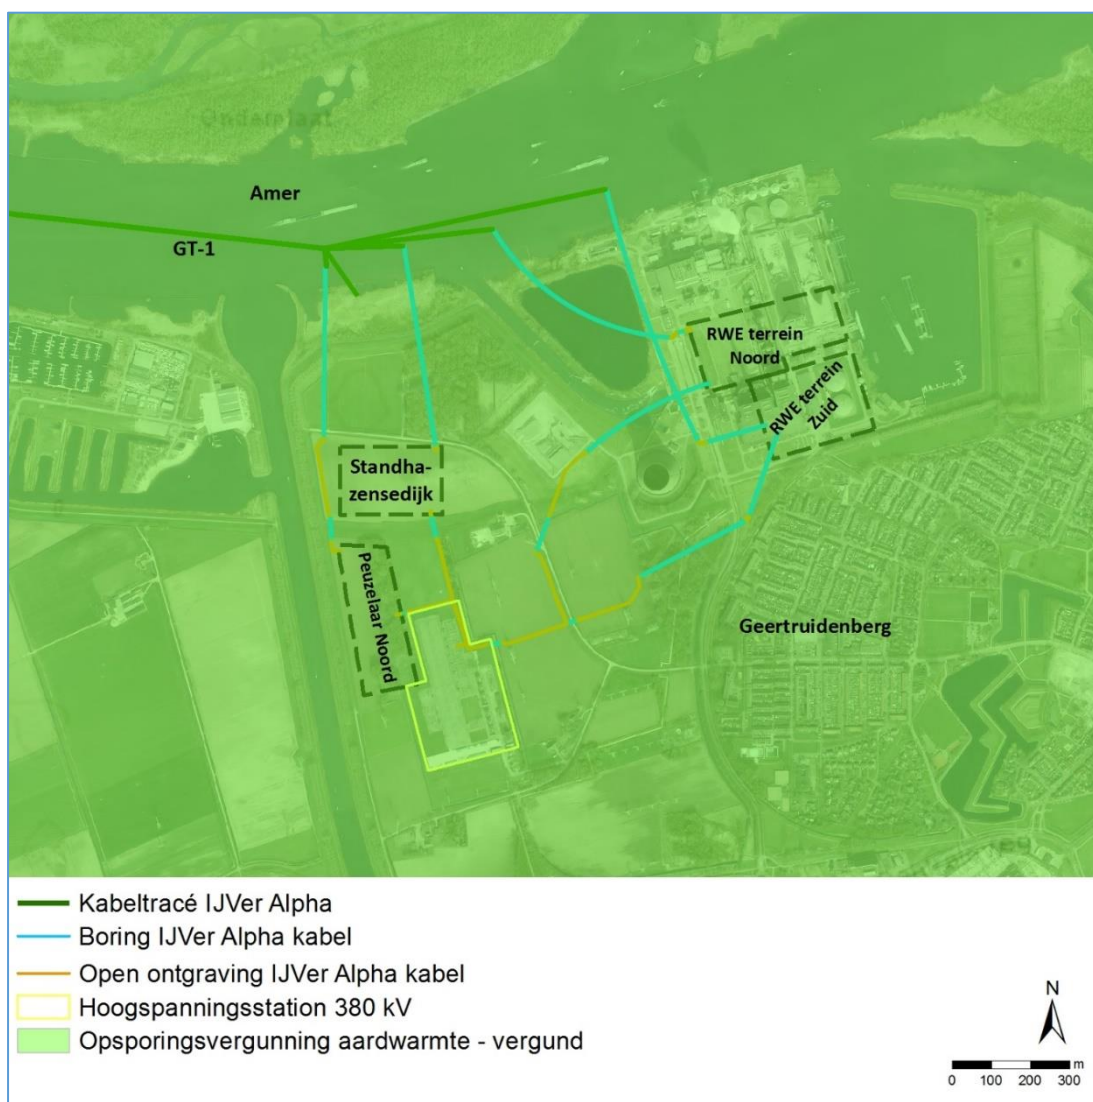 Onderplaat
Amer
GT-1
RWE terrein
Noord
RWE terrein
Zuid
Standha-
zensedijk
Peuzelaar Noord
Geertruidenberg
Kabeltracé IJVer Alpha
Boring IJVer Alpha kabel
Open ontgraving IJVer Alpha kabel
Hoogspanningsstation 380 kV
Opsporingsvergunning aardwarmte - vergund
N
m
0 100 200 300